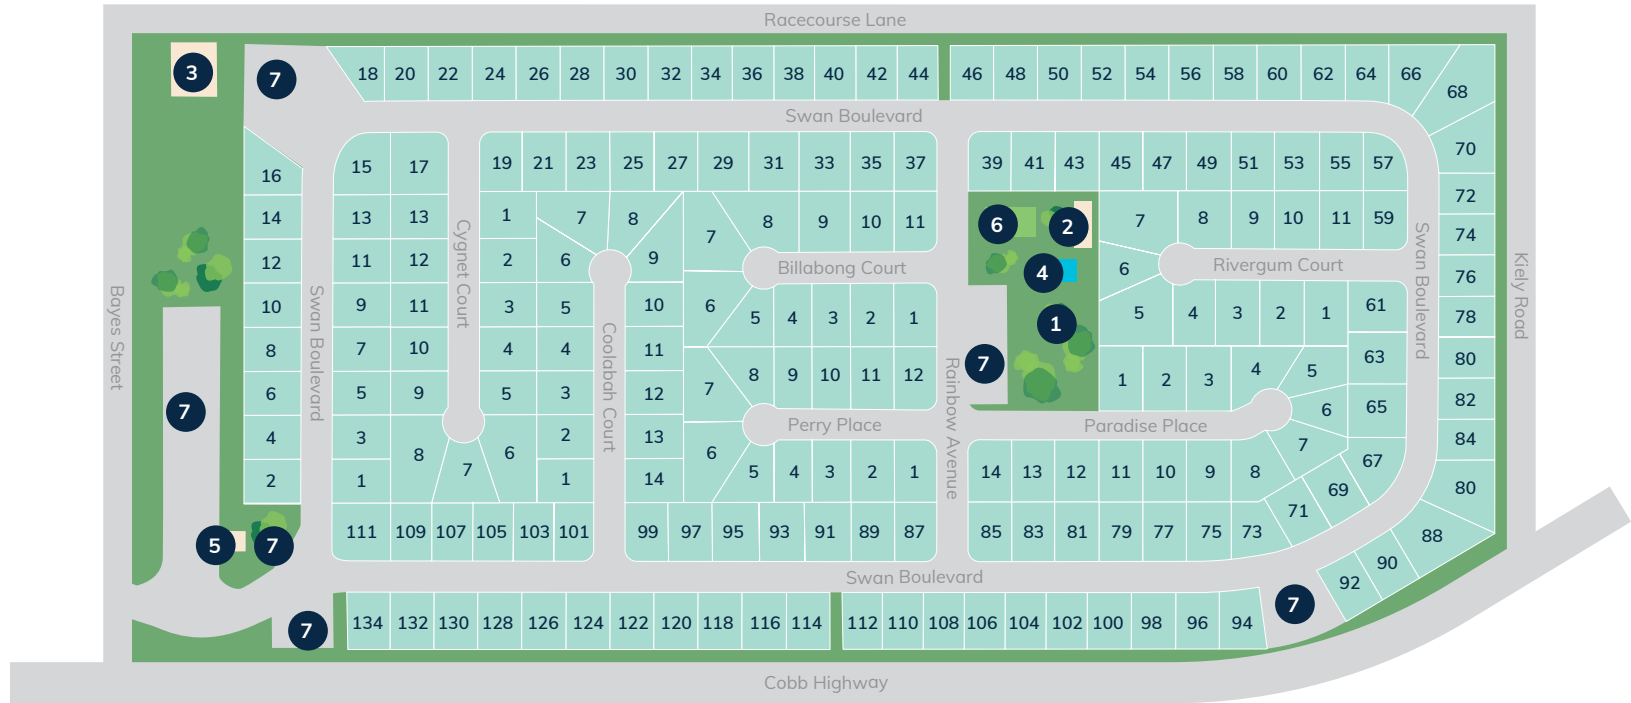 Racecourse Lane
3
7
18 20 22 24 26 28 30 32 34 36 38 40 42 44 46 48 50 52 54 56 58 60 62 64 66
68
Swan Boulevard
70
72
74
76
78
80
82
84
80
88
90
92
16
14
12
10
8
6
4
2
15 17
13 13
11 12
9 11
7 10
5 9
3 8
1
7
6
Cygnet Court
19 21 23 25 27 29 31 33 35 37
1 7 8
2 6 9
3 5
4 4
5 3
2
1
Coolabah Court
10
11
12
13
14
7 8 9 10 11
Billabong Court
6
5 4 3 2 1
7
8 9 10 11 12
Perry Place
6
5 4 3 2 1
111 109 107 105 103 101
99 97 95 93 91 89 87
Rainbow Avenue
39 41 43 45 47 49 51 53 55 57
6
2
4
1
7
7 8 9 10 11 59
6
Rivergum Court
5 4 3 2 1 61
63
1 2 3 4 5
6 65
Paradise Place
7
67
14 13 12 11 10 9 8
69
71
85 83 81 79 77 75 73
Swan Boulevard
Kiely Road
Bayes Street
Swan Boulevard
7
5
7
Swan Boulevard
7
7
134 132 130 128 126 124 122 120 118 116 114 112 110 108 106 104 102 100 98 96 94
Cobb Highway